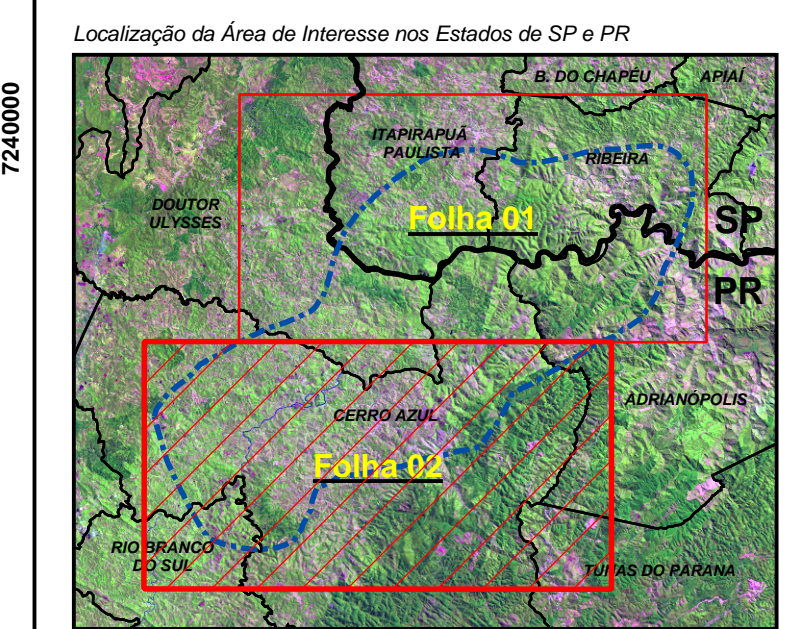 Localização da Área de Interesse nos Estados de SP e PR
7240000
B. DO CHAPÉU
APIAÍ
ITAPIRAPUÃ
PAULISTA
RIBEIRA
DOUTOR
ULYSSES
Folha 01
SP
PR
CERRO AZUL
ADRIANÓPOLIS
Folha 02
RIO BRANCO
DO SUL
TUNAS DO PARANA